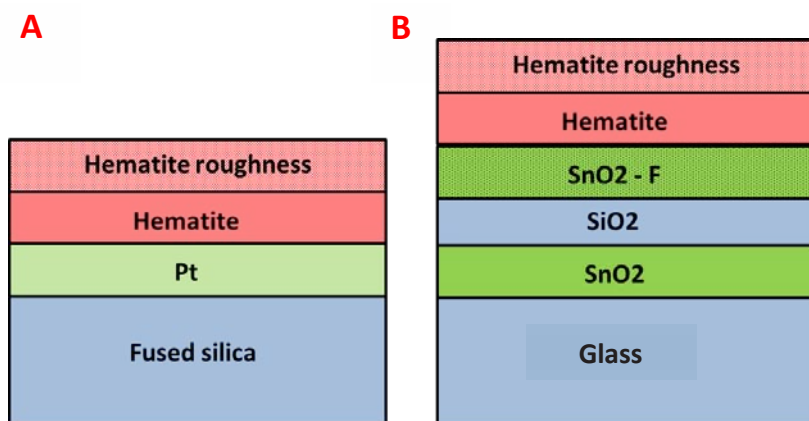 A
Hematite roughness
Hematite
Pt
Fused silica
B
Hematite roughness
Hematite
SnO2 - F
SiO2
SnO2
Glass